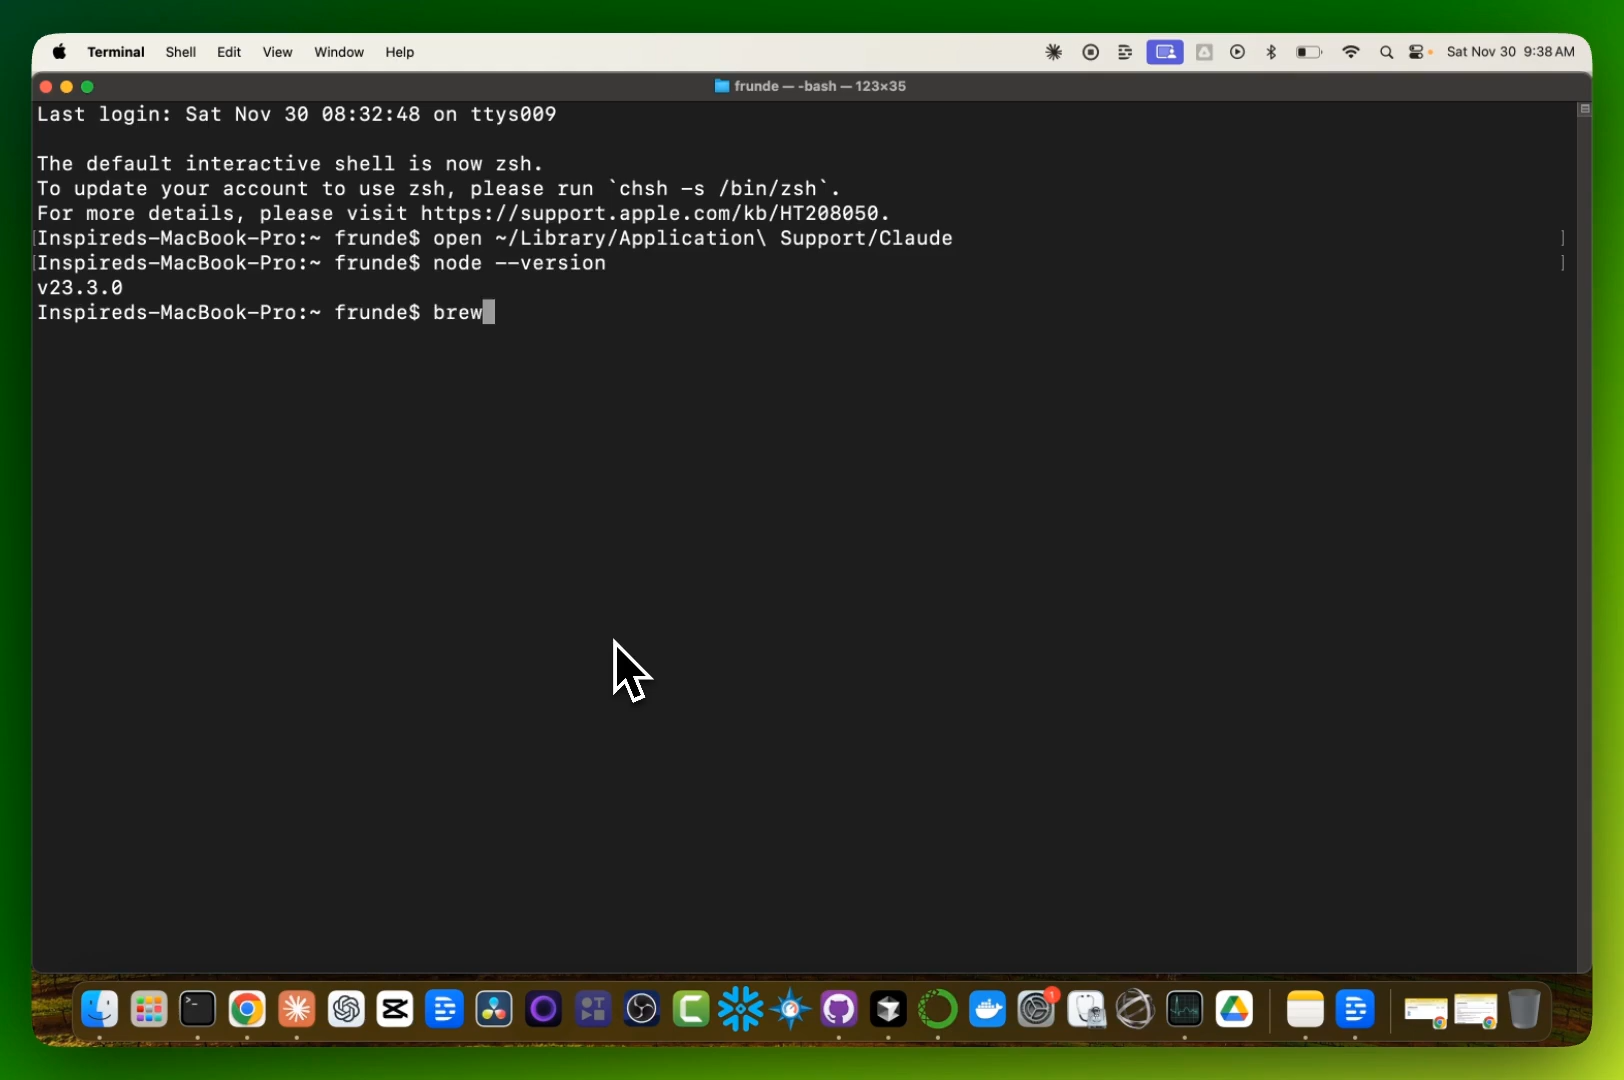 Terminal Shell Edit View Window Help Sat Nov 30 9:38 AM
frunde — -bash — 123×35
Last login: Sat Nov 30 08:32:48 on ttys009
The default interactive shell is now zsh.
To update your account to use zsh, please run `chsh -s /bin/zsh`.
For more details, please visit https://support.apple.com/kb/HT208050.
[Inspireds-MacBook-Pro:~ frunde$ open ~/Library/Application\ Support/Claude ]
[Inspireds-MacBook-Pro:~ frunde$ node --version ]
v23.3.0
Inspireds-MacBook-Pro:~ frunde$ brew
1